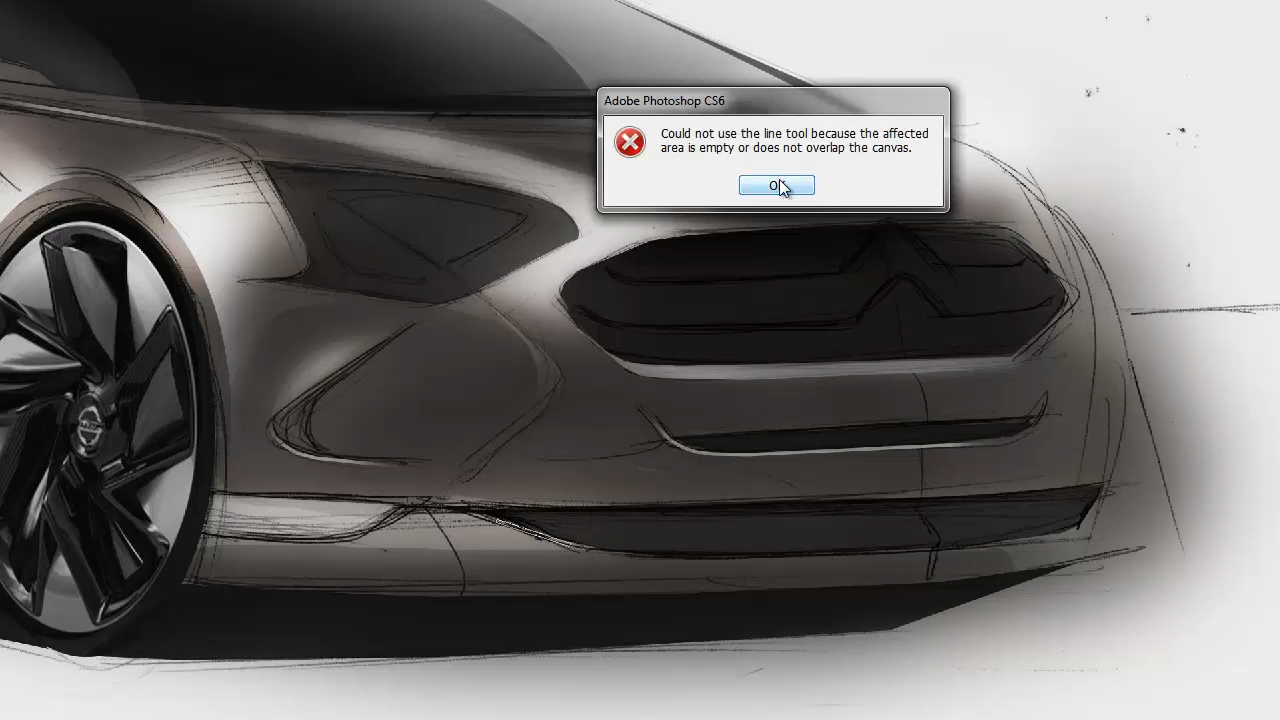 Adobe Photoshop CS6
Could not use the line tool because the affected
area is empty or does not overlap the canvas.